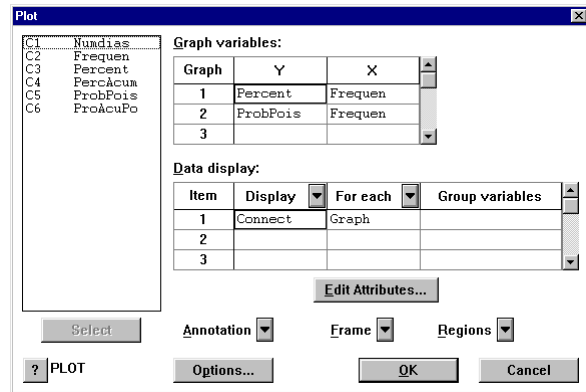 Plot
C1 Numdias
C2 Frequen
C3 Percent
C4 PercAcum
C5 ProbPois
C6 ProAcuPo
Graph variables:
Graph Y X
1 Percent Frequen
2 ProbPois Frequen
3
Data display:
Item Display For each Group variables
1 Connect Graph
2
3
Edit Attributes...
Select
Annotation Frame Regions
? PLOT
Options... OK Cancel